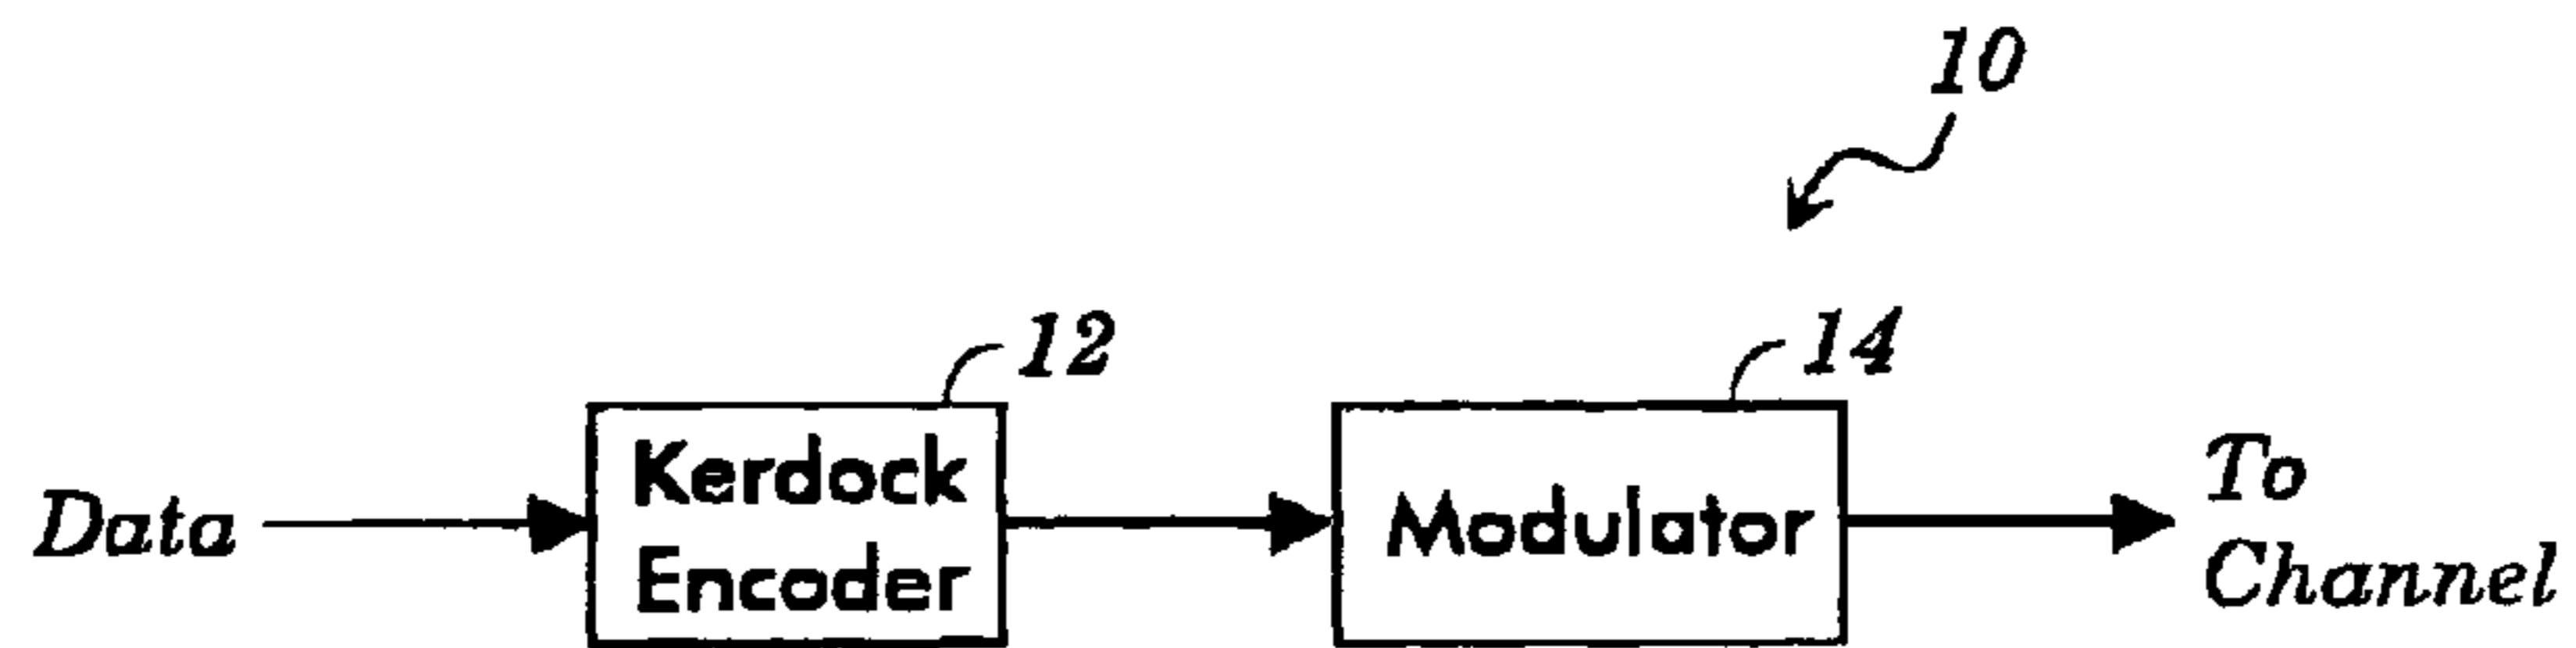 10
12
14
Data
Kerdock
Encoder
Modulator
To
Channel